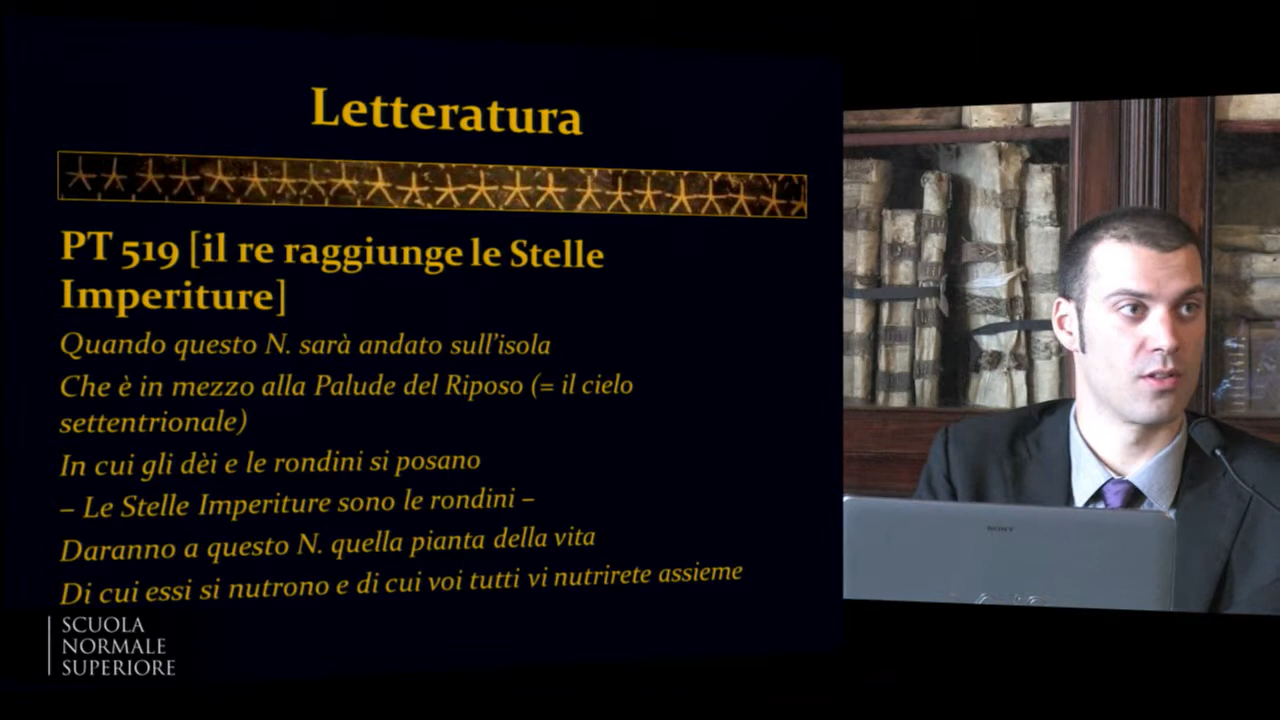 Letteratura
PT 519 [il re raggiunge le Stelle
Imperiture]
Quando questo N. sarà andato sull'isola
Che è in mezzo alla Palude del Riposo (= il cielo
settentrionale)
In cui gli dèi e le rondini si posano
– Le Stelle Imperiture sono le rondini –
Daranno a questo N. quella pianta della vita
Di cui essi si nutrono e di cui voi tutti vi nutrirete assieme
SCUOLA
NORMALE
SUPERIORE
SONY